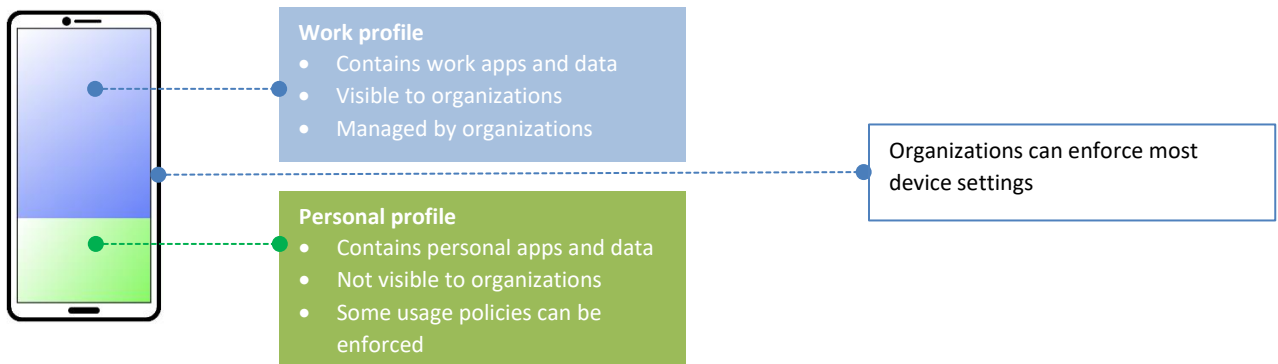 Work profile
• Contains work apps and data
• Visible to organizations
• Managed by organizations
Organizations can enforce most
device settings
Personal profile
• Contains personal apps and data
• Not visible to organizations
• Some usage policies can be
enforced